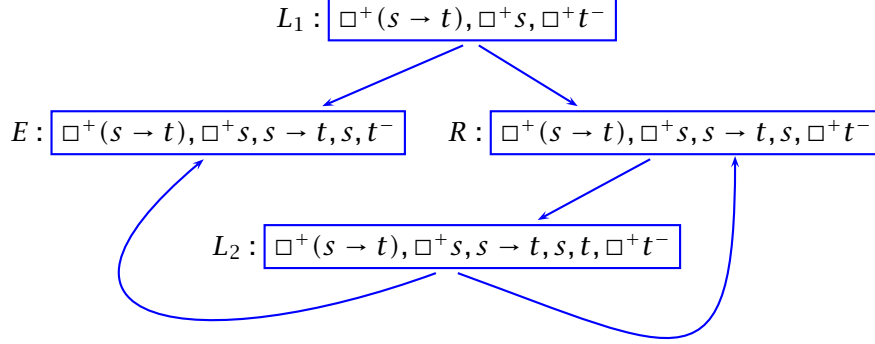 L₁ : □⁺(s → t), □⁺s, □⁺t⁻
E : □⁺(s → t), □⁺s, s → t, s, t⁻
R : □⁺(s → t), □⁺s, s → t, s, □⁺t⁻
L₂ : □⁺(s → t), □⁺s, s → t, s, t, □⁺t⁻